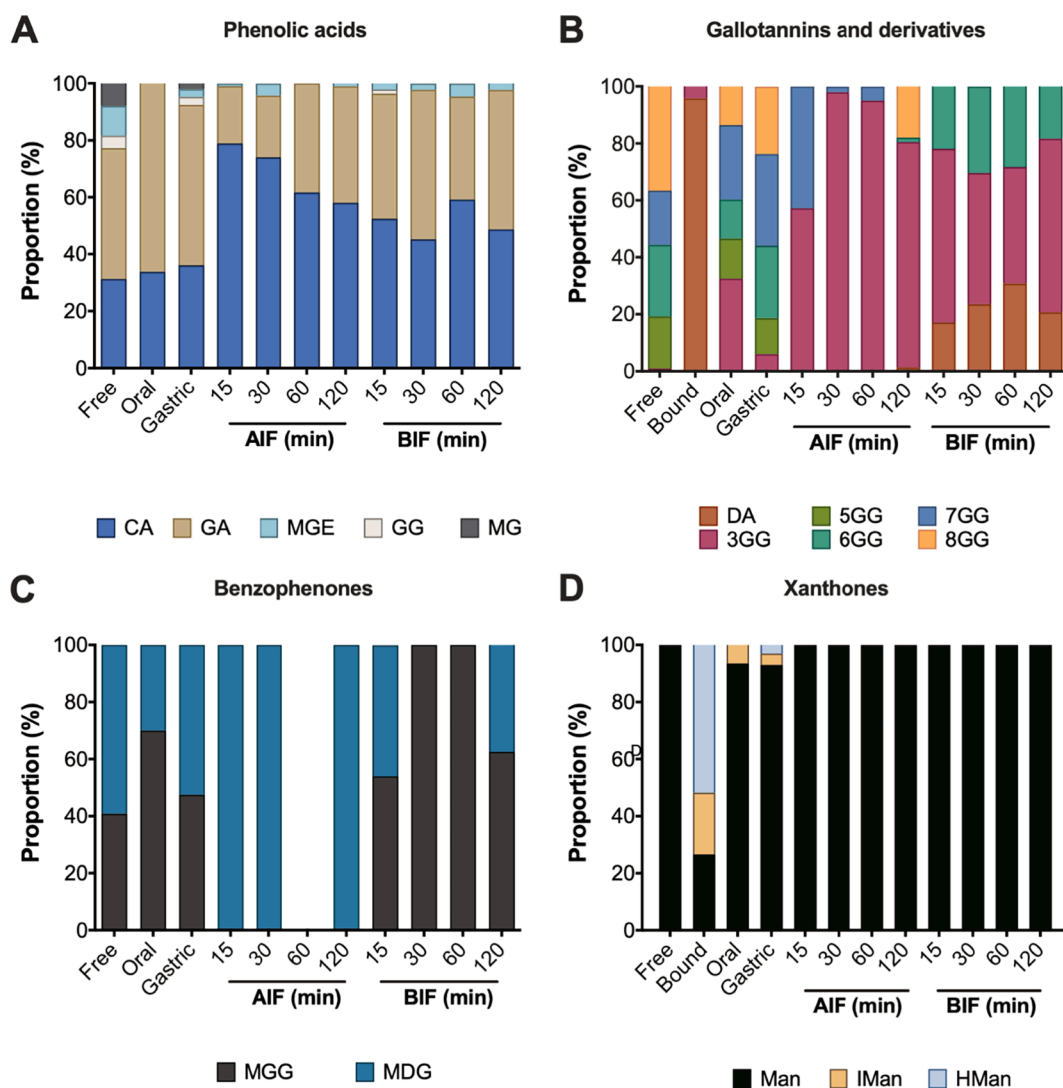 A
Phenolic acids
Proportion (%)
100
80
60
40
20
0
Free Oral Gastric 15 30 60 120 15 30 60 120
AIF (min) BIF (min)
CA GA MGE GG MG
B
Gallotannins and derivatives
Proportion (%)
100
80
60
40
20
0
Free Bound Oral Gastric 15 30 60 120 15 30 60 120
AIF (min) BIF (min)
DA 5GG 7GG
3GG 6GG 8GG
C
Benzophenones
Proportion (%)
100
80
60
40
20
0
Free Oral Gastric 15 30 60 120 15 30 60 120
AIF (min) BIF (min)
MGG MDG
D
Xanthones
Proportion (%)
100
80
60
40
20
0
Free Bound Oral Gastric 15 30 60 120 15 30 60 120
AIF (min) BIF (min)
Man IMan HMan